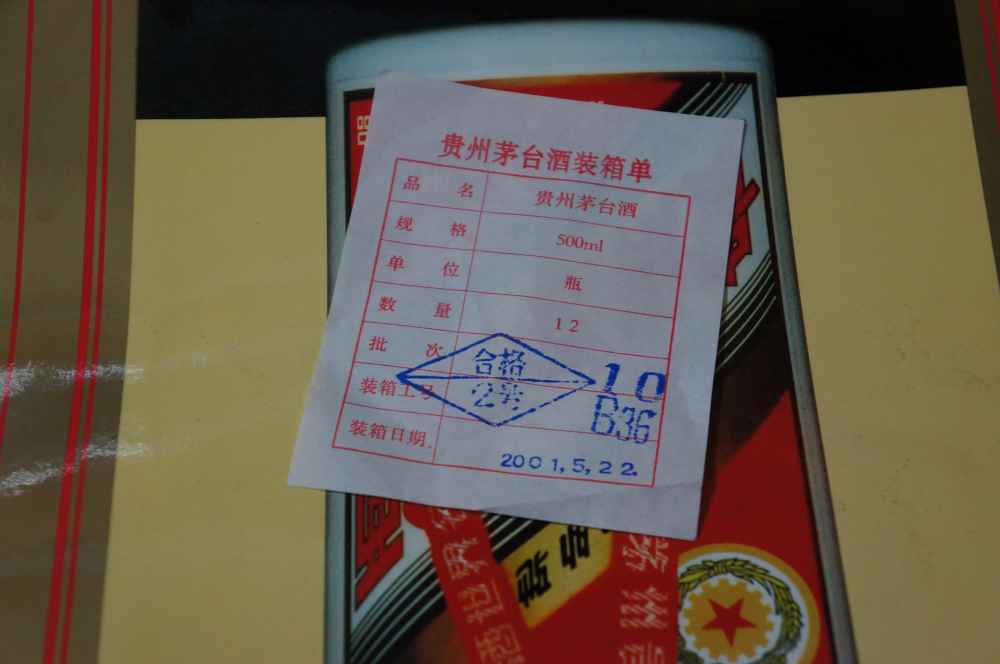 贵州茅台酒装箱单
品 名 贵州茅台酒
规 格 500ml
单 位 瓶
数 量 12
批 次 10
合格
2号
装箱工号 B36
装箱日期 2001,5,22.